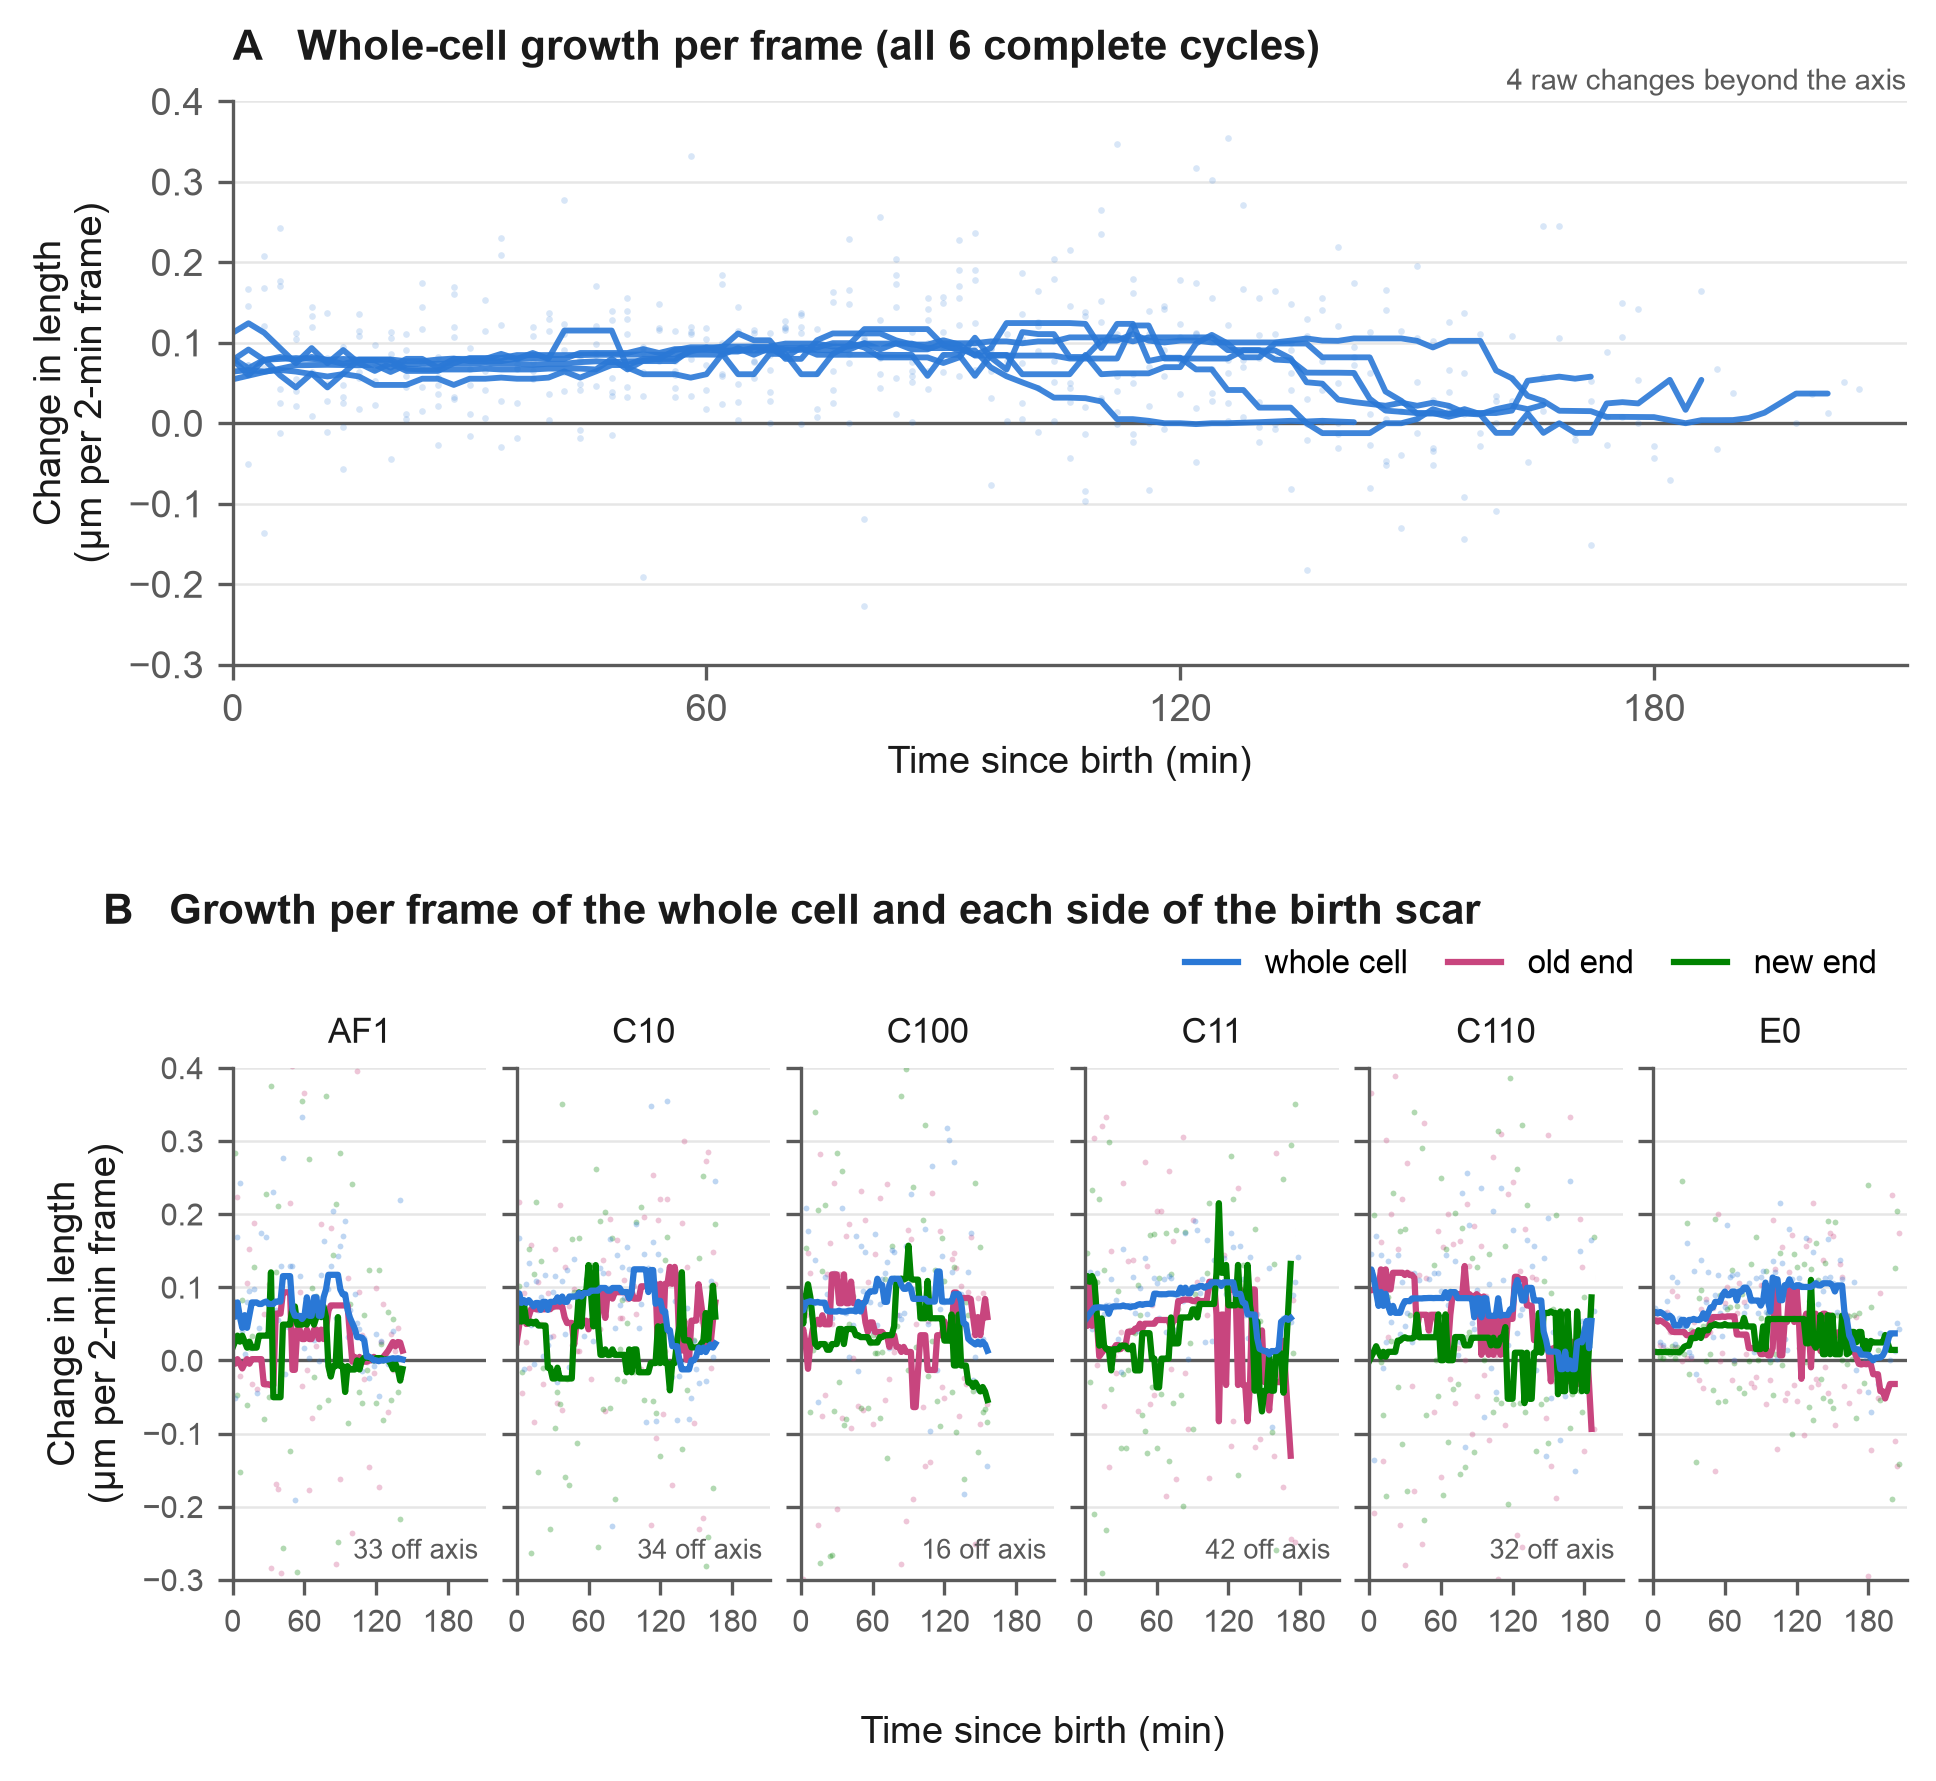 A Whole-cell growth per frame (all 6 complete cycles)
4 raw changes beyond the axis
Change in length
(µm per 2-min frame)
0.4
0.3
0.2
0.1
0.0
−0.1
−0.2
−0.3
0 60 120 180
Time since birth (min)
B Growth per frame of the whole cell and each side of the birth scar
whole cell old end new end
AF1 C10 C100 C11 C110 E0
Change in length
(µm per 2-min frame)
0.4
0.3
0.2
0.1
0.0
−0.1
−0.2
−0.3
33 off axis 34 off axis 16 off axis 42 off axis 32 off axis
0 60 120 180 0 60 120 180 0 60 120 180 0 60 120 180 0 60 120 180 0 60 120 180
Time since birth (min)